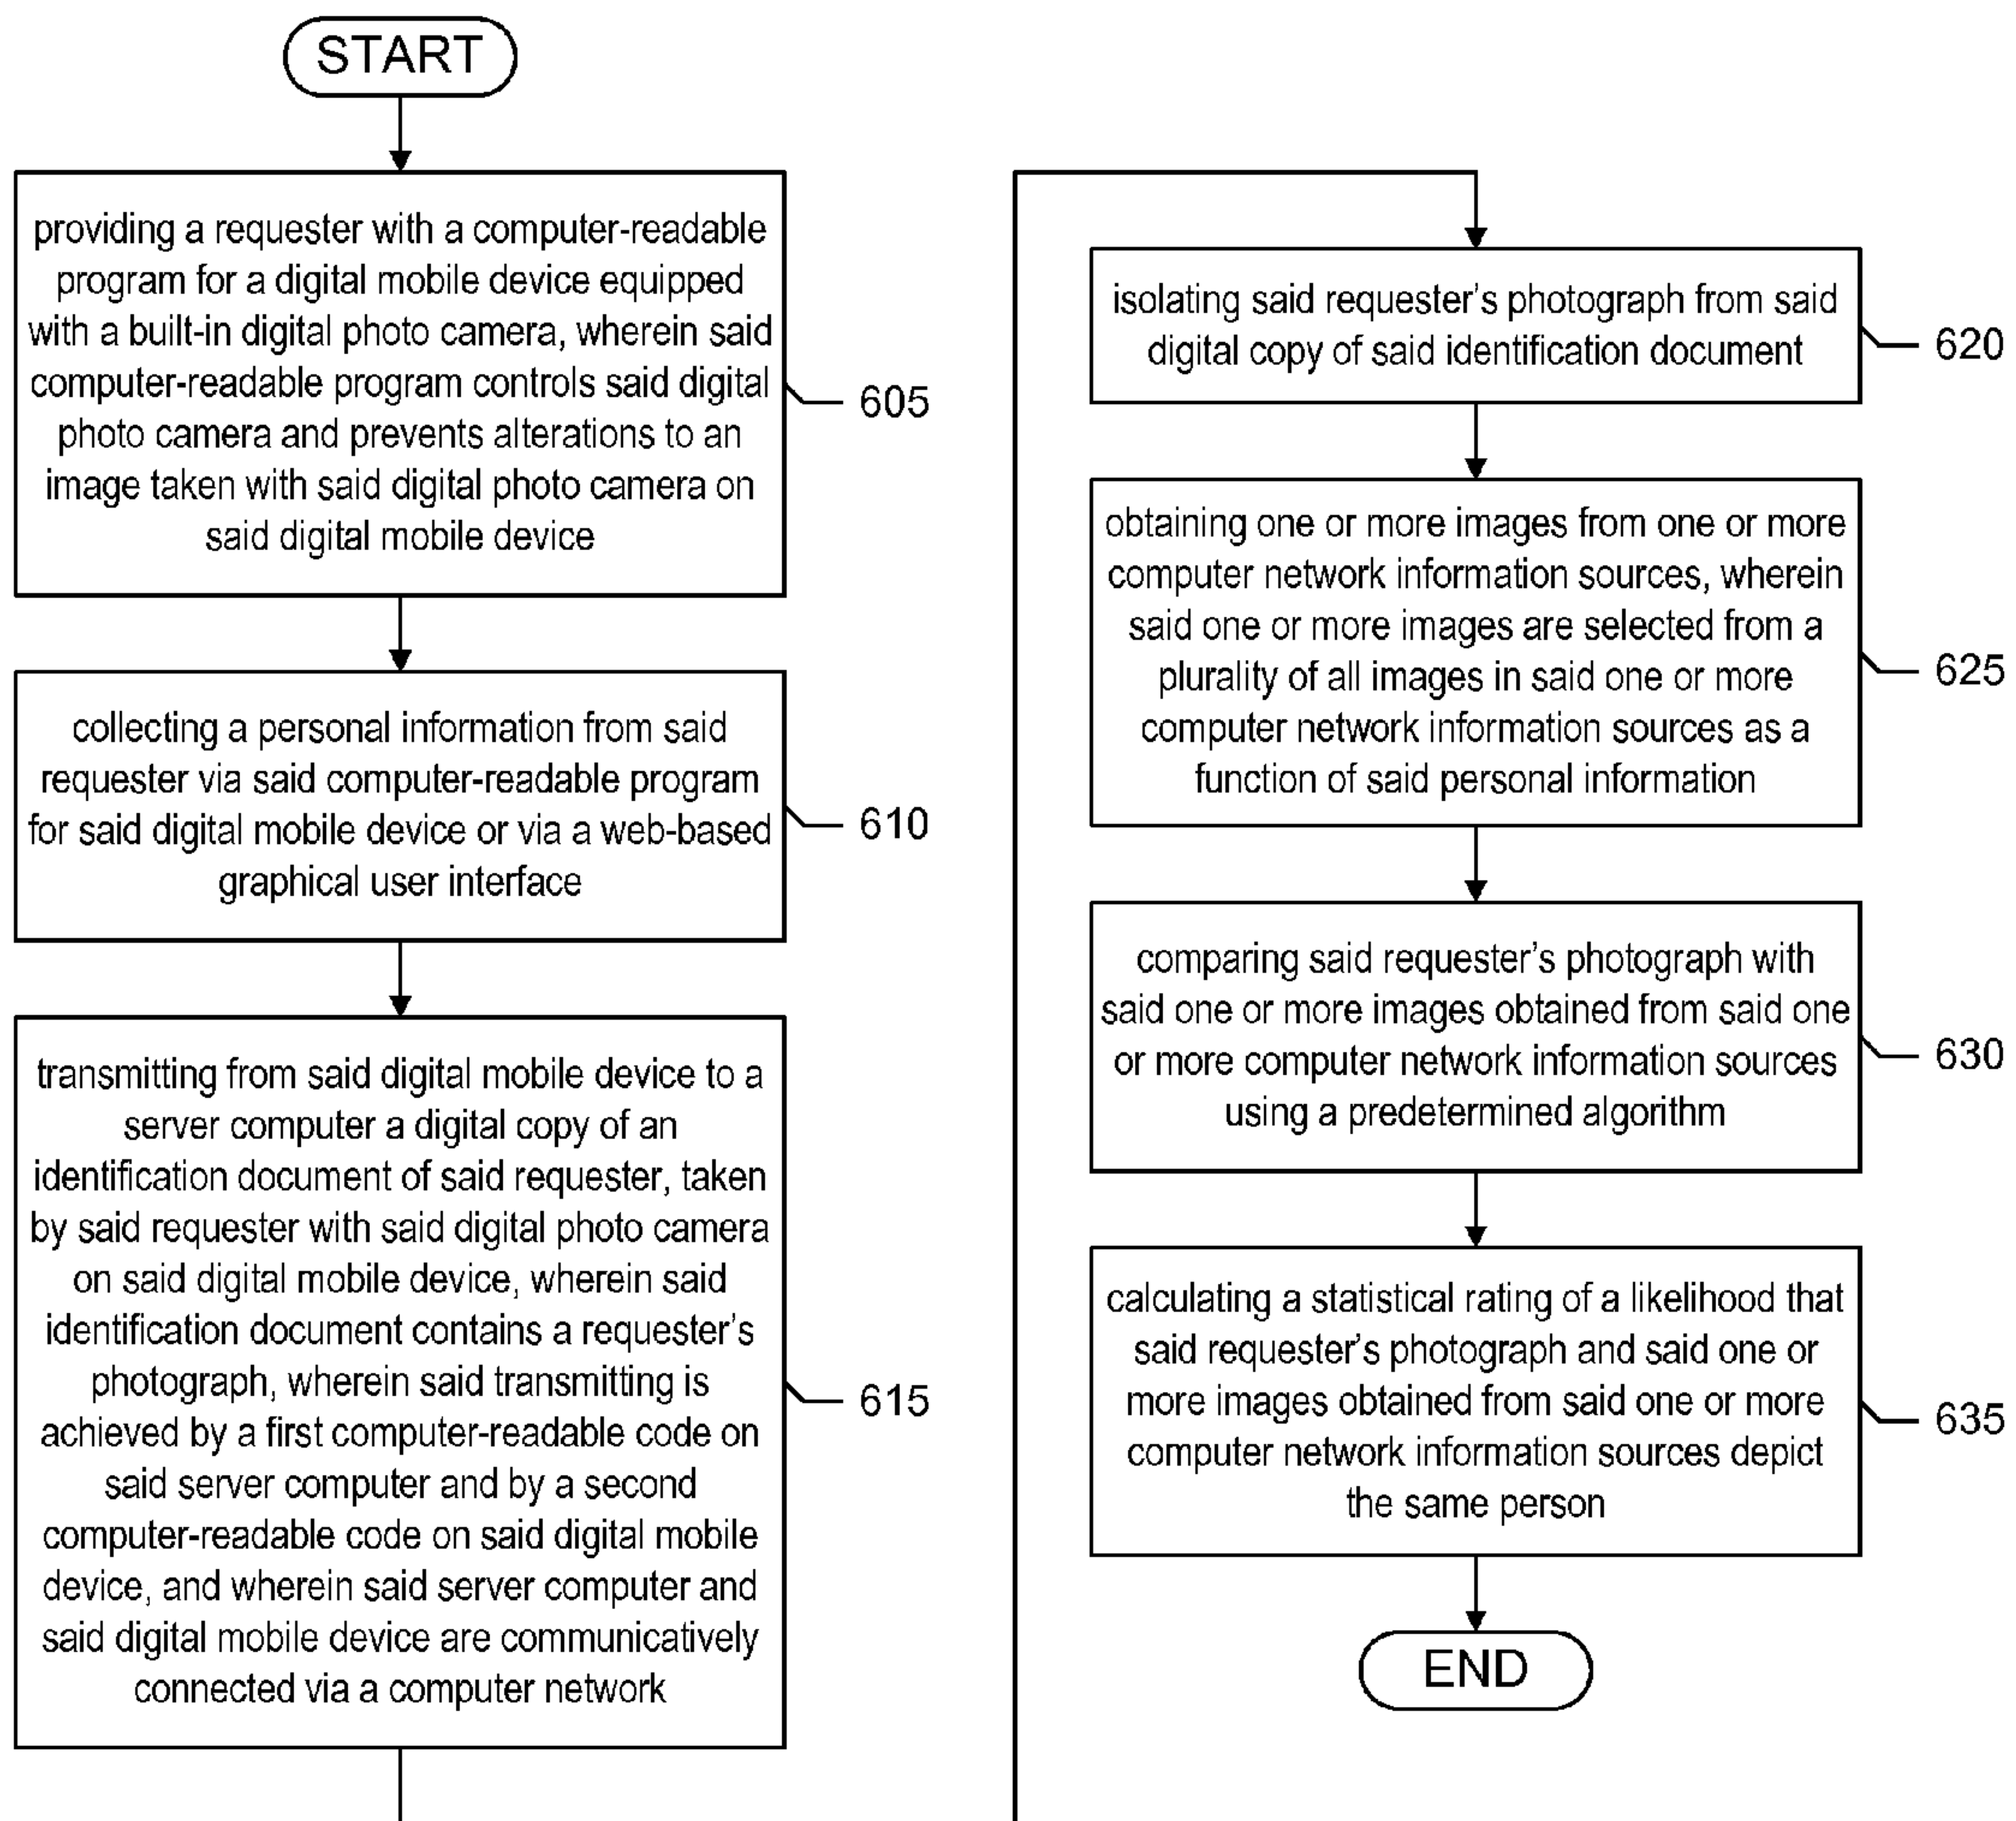 START
providing a requester with a computer-readable
program for a digital mobile device equipped
with a built-in digital photo camera, wherein said
computer-readable program controls said digital
photo camera and prevents alterations to an
image taken with said digital photo camera on
said digital mobile device
605
collecting a personal information from said
requester via said computer-readable program
for said digital mobile device or via a web-based
graphical user interface
610
transmitting from said digital mobile device to a
server computer a digital copy of an
identification document of said requester, taken
by said requester with said digital photo camera
on said digital mobile device, wherein said
identification document contains a requester's
photograph, wherein said transmitting is
achieved by a first computer-readable code on
said server computer and by a second
computer-readable code on said digital mobile
device, and wherein said server computer and
said digital mobile device are communicatively
connected via a computer network
615
isolating said requester's photograph from said
digital copy of said identification document
620
obtaining one or more images from one or more
computer network information sources, wherein
said one or more images are selected from a
plurality of all images in said one or more
computer network information sources as a
function of said personal information
625
comparing said requester's photograph with
said one or more images obtained from said one
or more computer network information sources
using a predetermined algorithm
630
calculating a statistical rating of a likelihood that
said requester's photograph and said one or
more images obtained from said one or more
computer network information sources depict
the same person
635
END